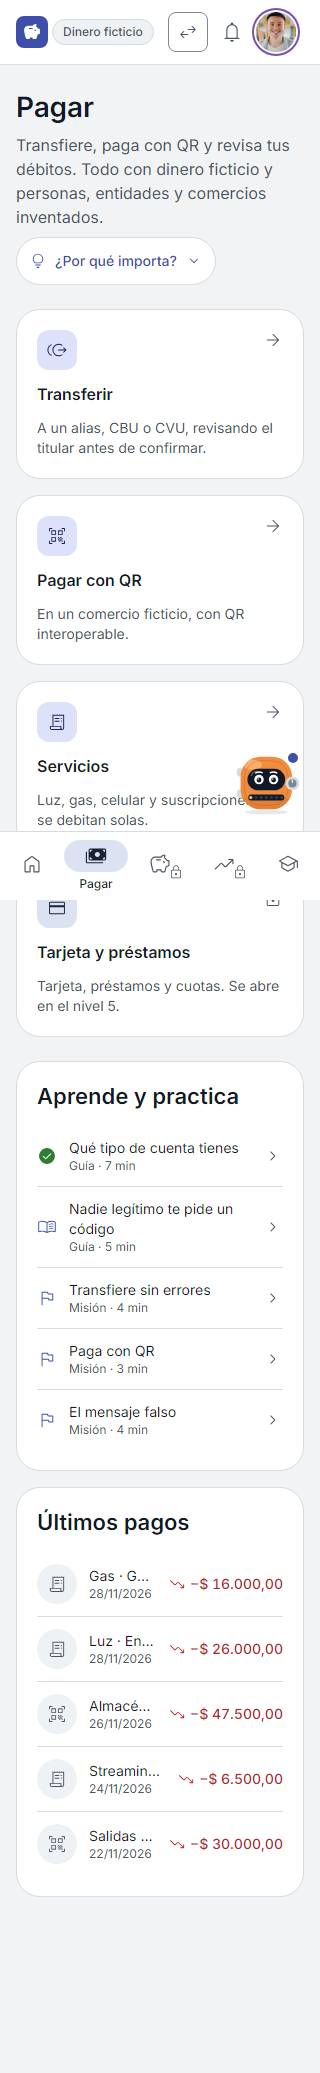 Dinero ficticio
Pagar
Transfiere, paga con QR y revisa tus
débitos. Todo con dinero ficticio y
personas, entidades y comercios
inventados.
¿Por qué importa?
Transferir
A un alias, CBU o CVU, revisando el
titular antes de confirmar.
Pagar con QR
En un comercio ficticio, con QR
interoperable.
Servicios
Luz, gas, celular y
se debitan solas.
Pagar
Tarjeta y préstamos
Tarjeta, préstamos y cuotas. Se abre
en el nivel 5.
Aprende y practica
Qué tipo de cuenta tienes
Guía · 7 min
Nadie legítimo te pide un
código
Guía · 5 min
Transfiere sin errores
Misión · 4 min
Paga con QR
Misión · 3 min
El mensaje falso
Misión · 4 min
Últimos pagos
Gas · G... −$ 16.000,00
28/11/2026
Luz · En... −$ 26.000,00
28/11/2026
Almacé... −$ 47.500,00
26/11/2026
Streamin... −$ 6.500,00
24/11/2026
Salidas ... −$ 30.000,00
22/11/2026